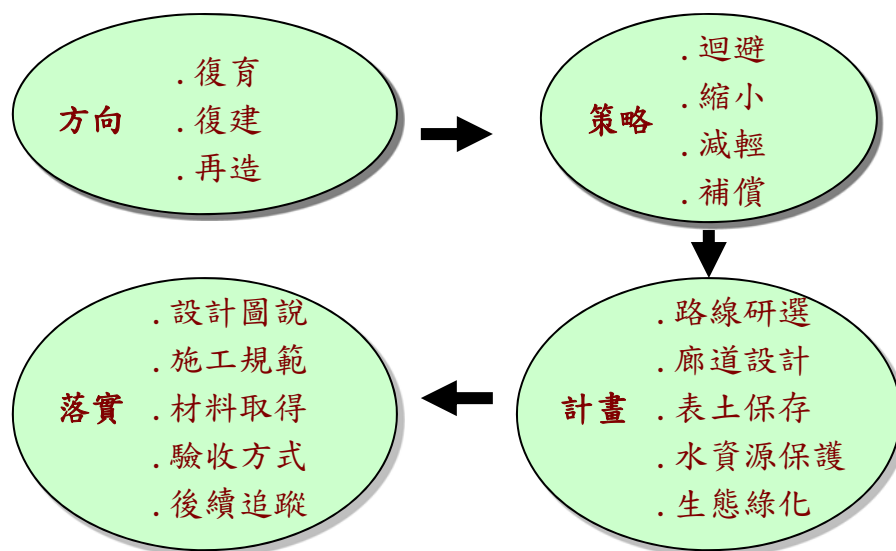 方向
.復育
.復建
.再造
策略
.迴避
.縮小
.減輕
.補償
計畫
.路線研選
.廊道設計
.表土保存
.水資源保護
.生態綠化
落實
.設計圖說
.施工規範
.材料取得
.驗收方式
.後續追蹤